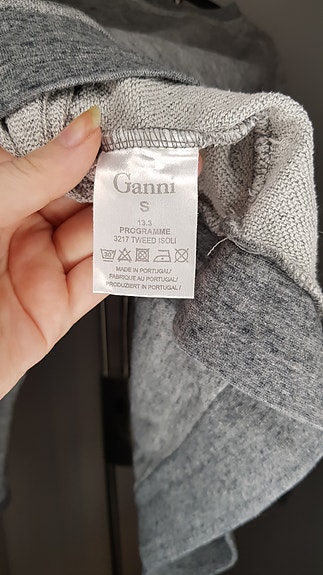 Ganni
S
13.3
PROGRAMME
3217 TWEED ISOLI
MADE IN PORTUGAL/
FABRIQUE AU PORTUGAL/
PRODUZIERT IN PORTUGAL/